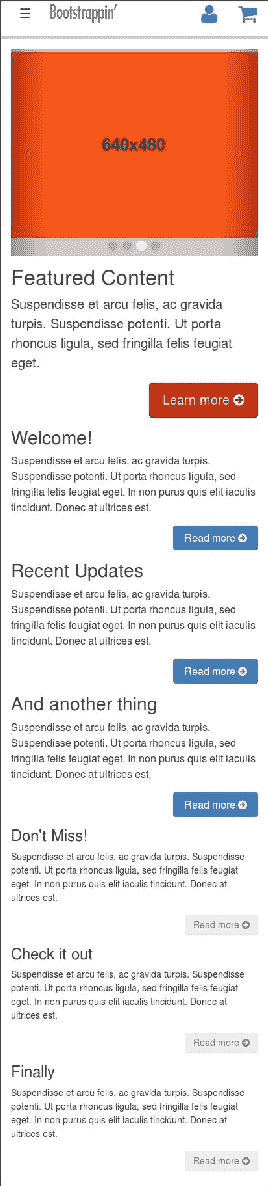 Bootstrappin'
640x480
Featured Content
Suspendisse et arcu felis, ac gravida
turpis. Suspendisse potenti. Ut porta
rhoncus ligula, sed fringilla felis feugiat
eget.
Learn more
Welcome!
Suspendisse et arcu felis, ac gravida turpis.
Suspendisse potenti. Ut porta rhoncus ligula, sed
fringilla felis feugiat eget. In non purus quis elit iaculis
tincidunt. Donec at ultrices est.
Read more
Recent Updates
Suspendisse et arcu felis, ac gravida turpis.
Suspendisse potenti. Ut porta rhoncus ligula, sed
fringilla felis feugiat eget. In non purus quis elit iaculis
tincidunt. Donec at ultrices est.
Read more
And another thing
Suspendisse et arcu felis, ac gravida turpis.
Suspendisse potenti. Ut porta rhoncus ligula, sed
fringilla felis feugiat eget. In non purus quis elit iaculis
tincidunt. Donec at ultrices est.
Read more
Don't Miss!
Suspendisse et arcu felis, ac gravida turpis. Suspendisse
potenti. Ut porta rhoncus ligula, sed fringilla felis feugiat
eget. In non purus quis elit iaculis tincidunt. Donec at
ultrices est.
Read more
Check it out
Suspendisse et arcu felis, ac gravida turpis. Suspendisse
potenti. Ut porta rhoncus ligula, sed fringilla felis feugiat
eget. In non purus quis elit iaculis tincidunt. Donec at
ultrices est.
Read more
Finally
Suspendisse et arcu felis, ac gravida turpis. Suspendisse
potenti. Ut porta rhoncus ligula, sed fringilla felis feugiat
eget. In non purus quis elit iaculis tincidunt. Donec at
ultrices est.
Read more